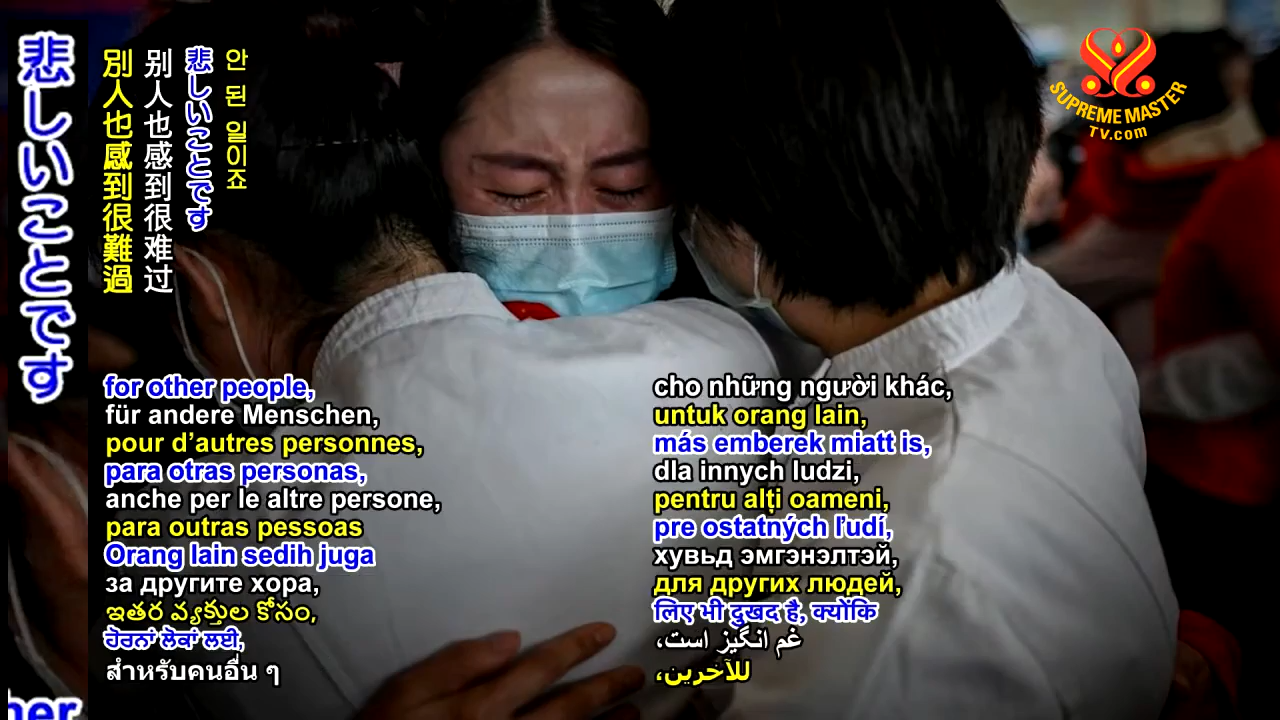 悲しいことです
別人也感到很難過
别人也感到很难过
悲しいことです
안 된 일이죠
SUPREME MASTER
TV.com
for other people,
für andere Menschen,
pour d’autres personnes,
para otras personas,
anche per le altre persone,
para outras pessoas
Orang lain sedih juga
за другите хора,
ఇతర వ్యక్తుల కోసం,
ਹੋਰਨਾਂ ਲੋਕਾਂ ਲਈ,
สำหรับคนอื่น ๆ
cho những người khác,
untuk orang lain,
más emberek miatt is,
dla innych ludzi,
pentru alți oameni,
pre ostatných ľudí,
хувьд эмгэнэлтэй,
для других людей,
लिए भी दुखद है, क्योंकि
غم انگیز است،
للآخرين،